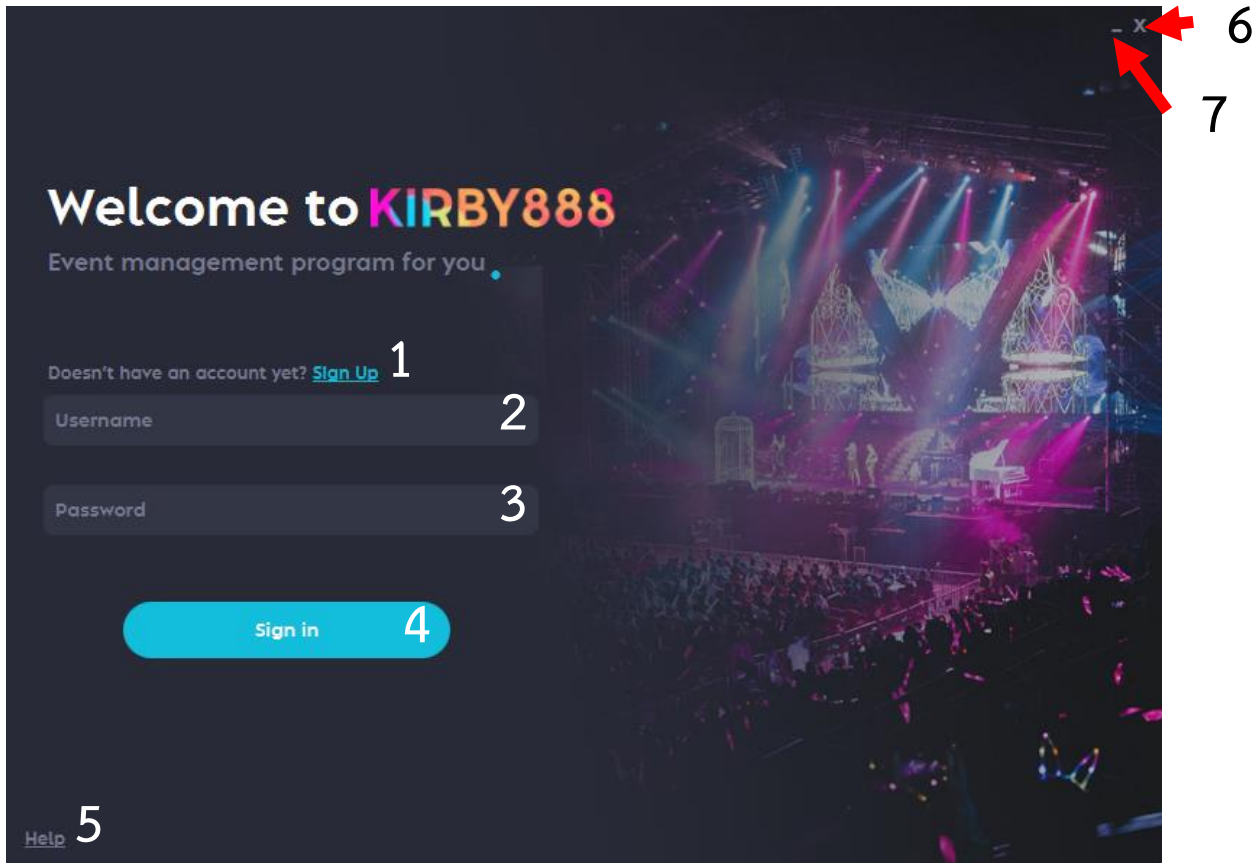 _ X 6
7
Welcome to KIRBY888
Event management program for you
Doesn't have an account yet? Sign Up 1
Username 2
Password 3
Sign in 4
Help 5